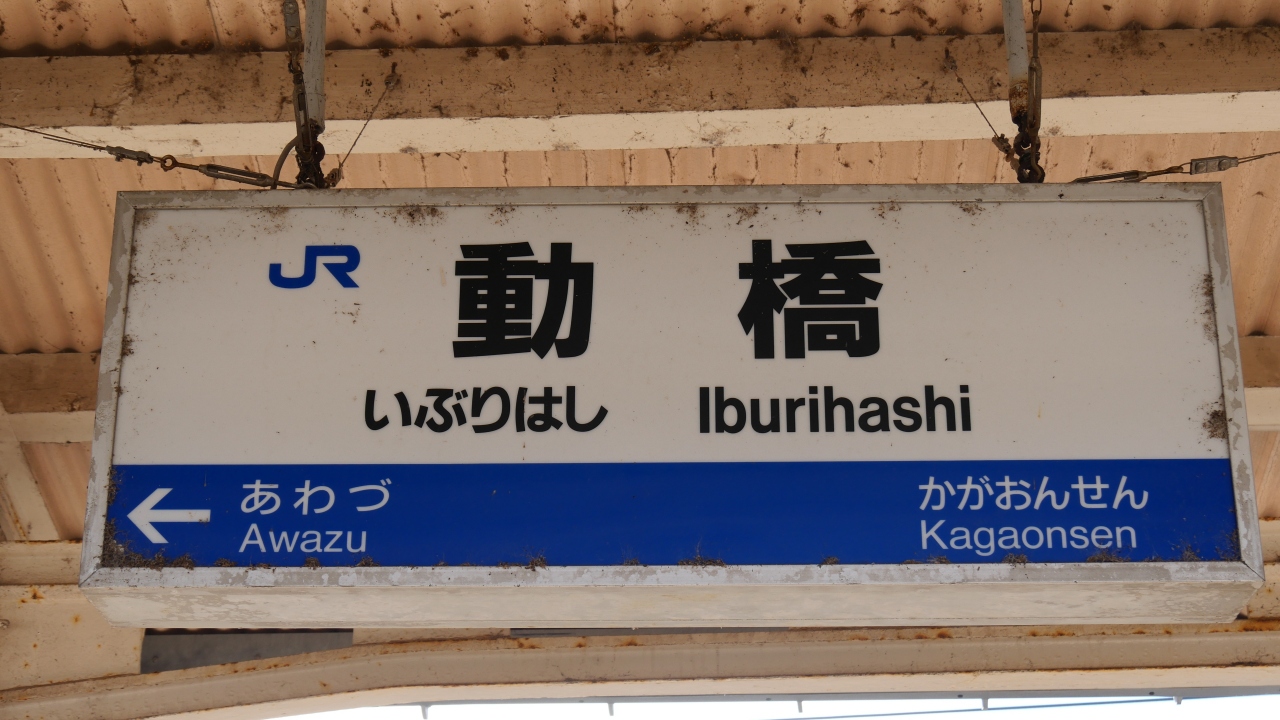 JR
動橋
いぶりはし Iburihashi
← あわづ かがおんせん
Awazu Kagaonsen